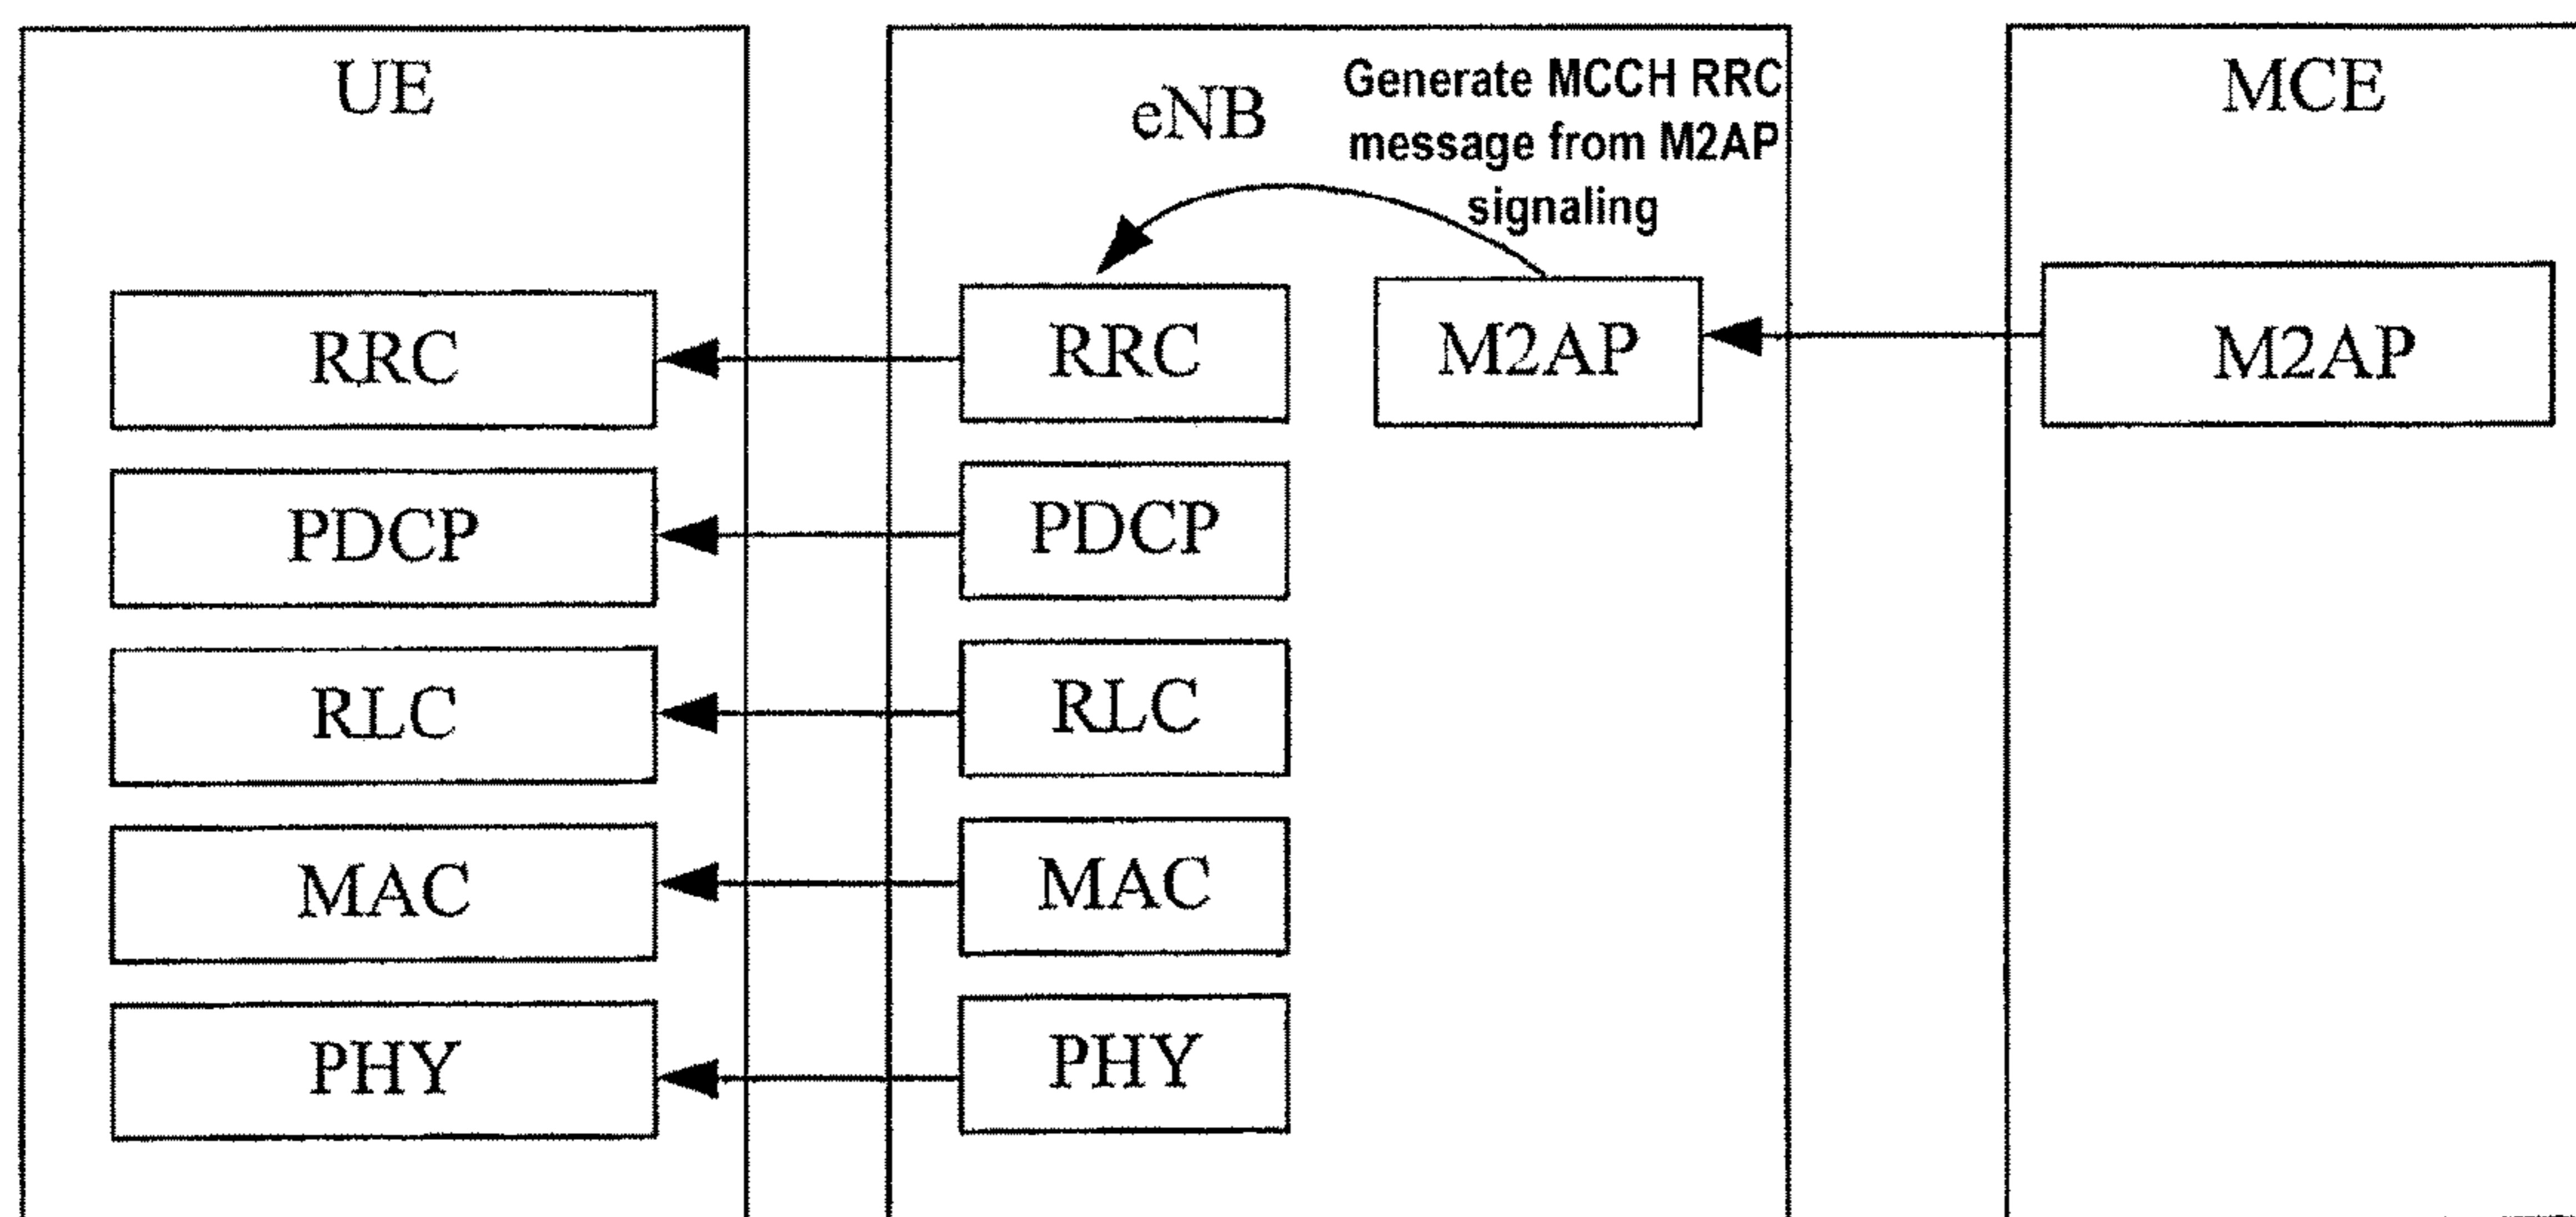 UE
eNB
Generate MCCH RRC
message from M2AP
signaling
MCE
RRC
RRC
M2AP
M2AP
PDCP
PDCP
RLC
RLC
MAC
MAC
PHY
PHY